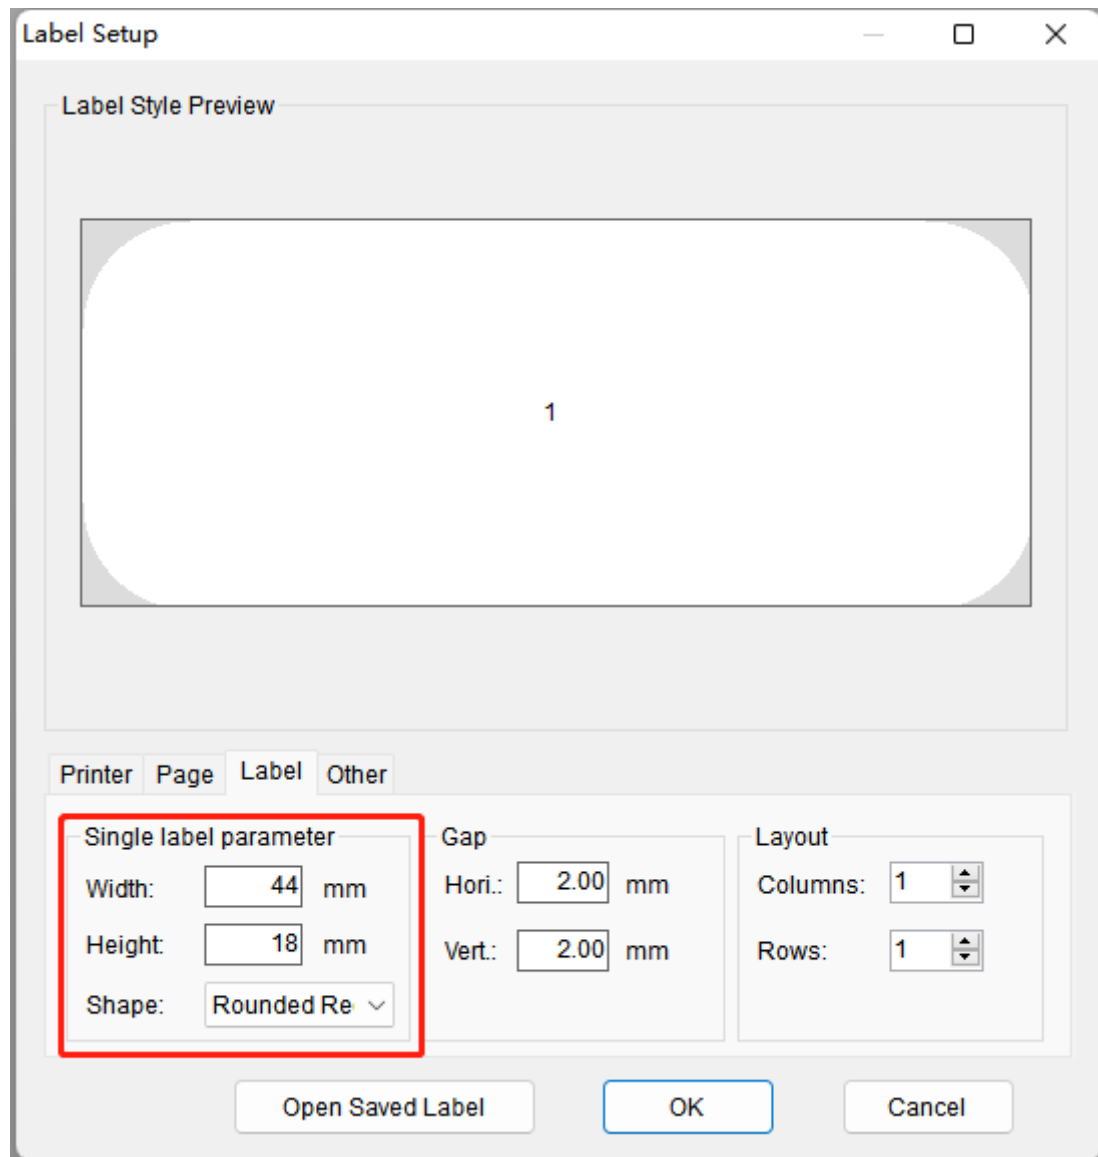 Label Setup
Label Style Preview
1
Printer Page Label Other
Single label parameter
Width: 44 mm
Height: 18 mm
Shape: Rounded Re
Gap
Hori.: 2.00 mm
Vert.: 2.00 mm
Layout
Columns: 1
Rows: 1
Open Saved Label OK Cancel